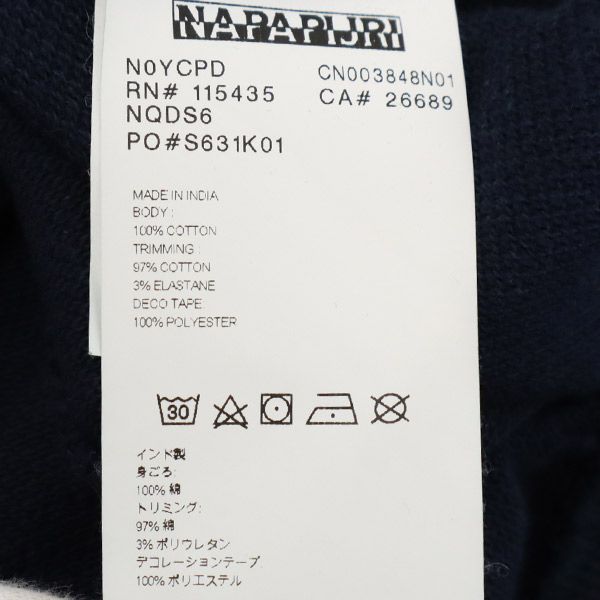 NAPAPIJRI
N0YCPD CN003848N01
RN# 115435 CA# 26689
NQDS6
PO#S631K01
MADE IN INDIA
BODY :
100% COTTON
TRIMMING :
97% COTTON
3% ELASTANE
DECO TAPE:
100% POLYESTER
30
インド製
身ごろ:
100% 綿
トリミング:
97% 綿
3% ポリウレタン
デコレーションテープ
100% ポリエステル